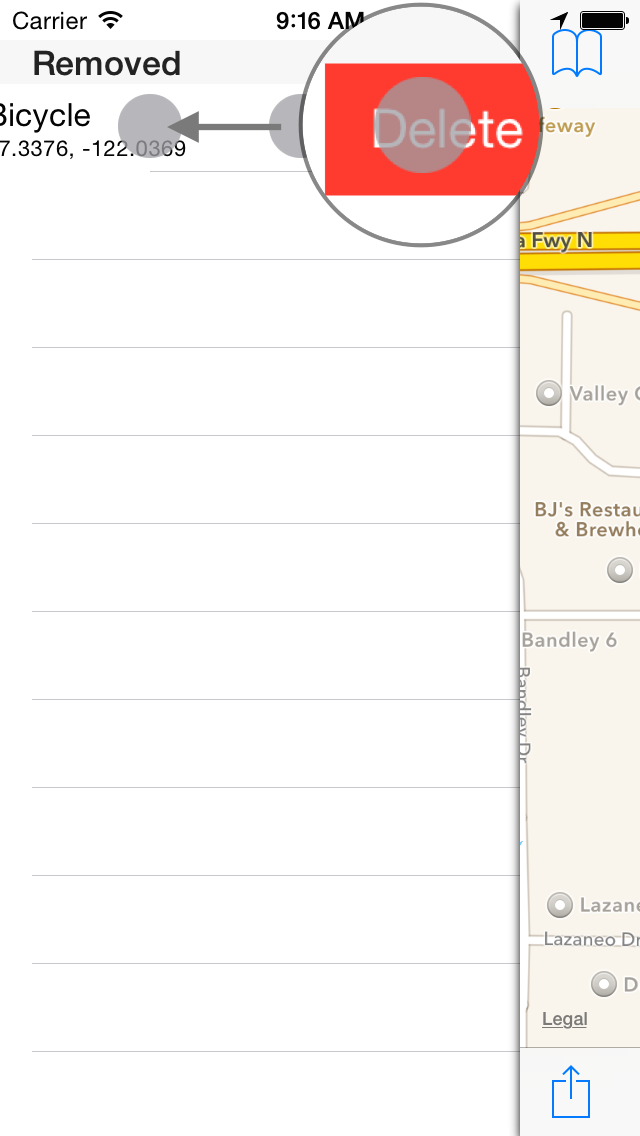 Carrier
9:16 AM
Removed
Bicycle
7.3376, -122.0369
Delete
feway
a Fwy N
Valley
BJ's Restau
& Brewh
Bandley 6
Bandley Dr
Lazane
Lazaneo Dr
D
Legal